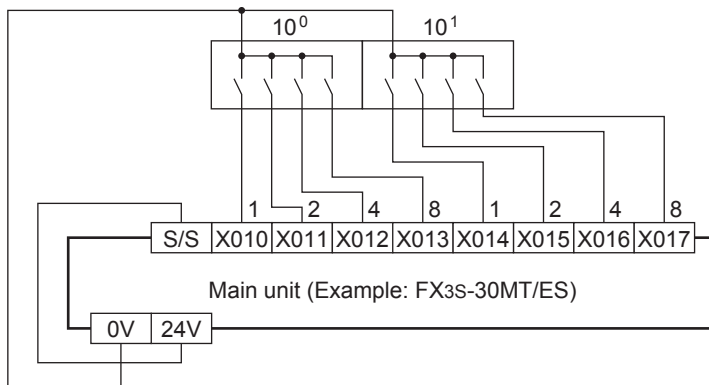 10⁰ 10¹
1 2 4 8 1 2 4 8
S/S X010 X011 X012 X013 X014 X015 X016 X017
Main unit (Example: FX3S-30MT/ES)
0V 24V